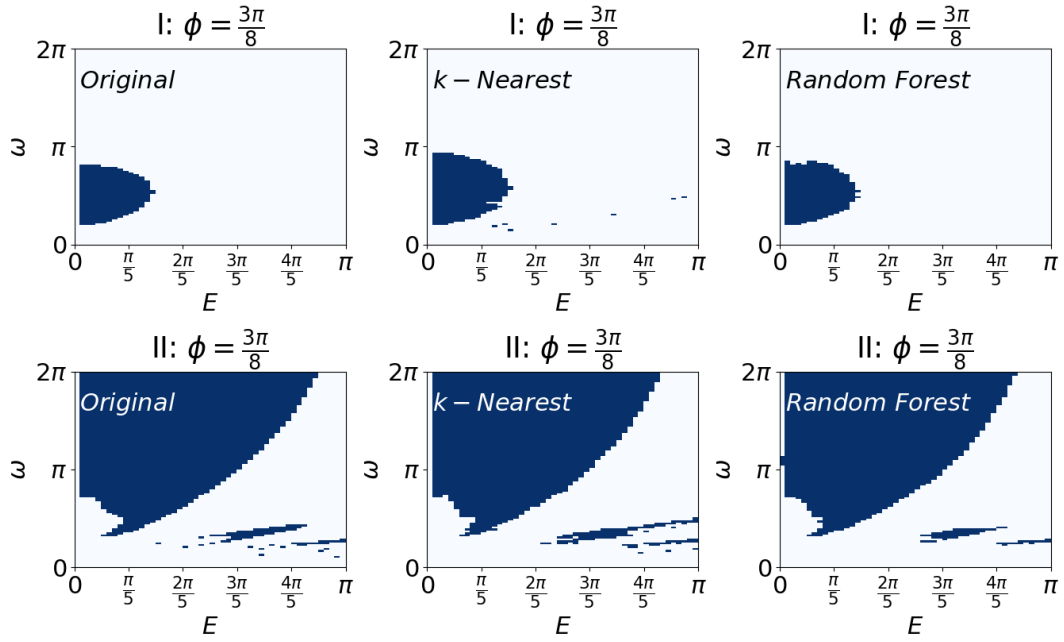 I: ϕ = 3π/8
I: ϕ = 3π/8
I: ϕ = 3π/8
2π
Original
ω
π
0
0 π/5 2π/5 3π/5 4π/5 π
E
2π
k − Nearest
ω
π
0
0 π/5 2π/5 3π/5 4π/5 π
E
2π
Random Forest
ω
π
0
0 π/5 2π/5 3π/5 4π/5 π
E
II: ϕ = 3π/8
II: ϕ = 3π/8
II: ϕ = 3π/8
2π
Original
ω
π
0
0 π/5 2π/5 3π/5 4π/5 π
E
2π
k − Nearest
ω
π
0
0 π/5 2π/5 3π/5 4π/5 π
E
2π
Random Forest
ω
π
0
0 π/5 2π/5 3π/5 4π/5 π
E